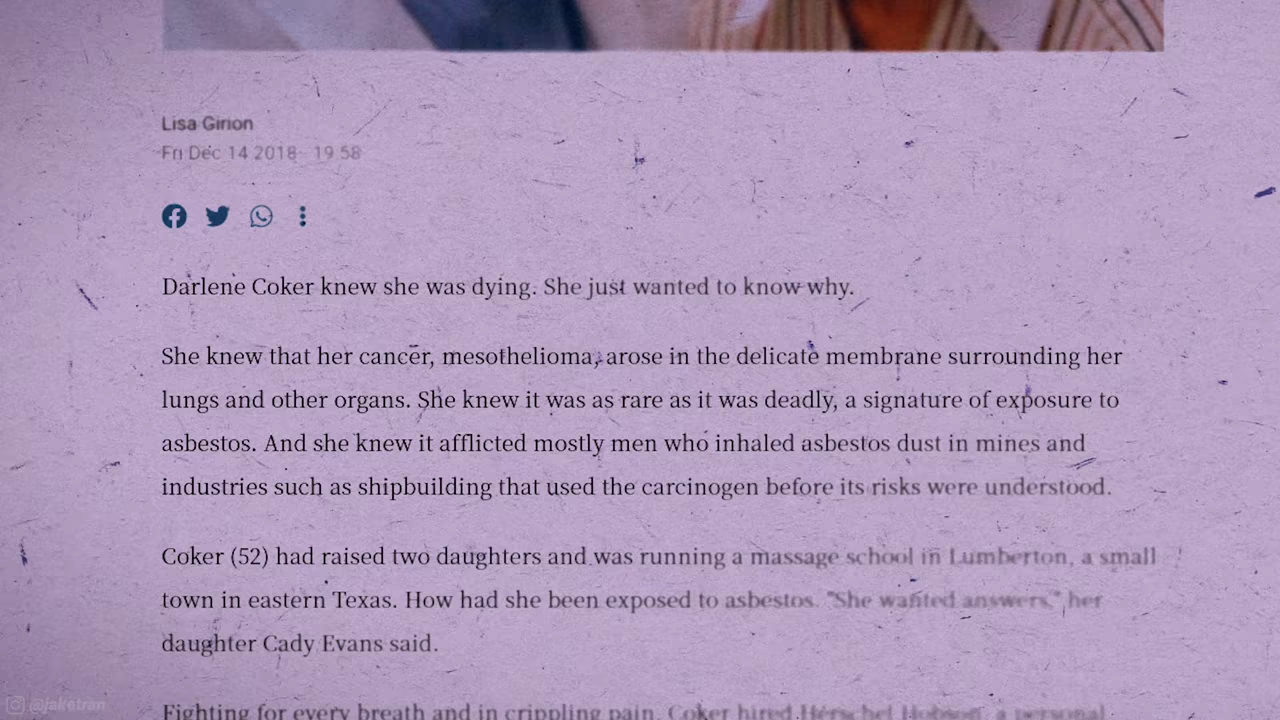 Lisa Girion
Fri Dec 14 2018 - 19:58
Darlene Coker knew she was dying. She just wanted to know why.
She knew that her cancer, mesothelioma, arose in the delicate membrane surrounding her
lungs and other organs. She knew it was as rare as it was deadly, a signature of exposure to
asbestos. And she knew it afflicted mostly men who inhaled asbestos dust in mines and
industries such as shipbuilding that used the carcinogen before its risks were understood.
Coker (52) had raised two daughters and was running a massage school in Lumberton, a small
town in eastern Texas. How had she been exposed to asbestos. "She wanted answers," her
daughter Cady Evans said.
Fighting for every breath and in crippling pain, Coker hired Herschel Hobson, a personal
@jaketran